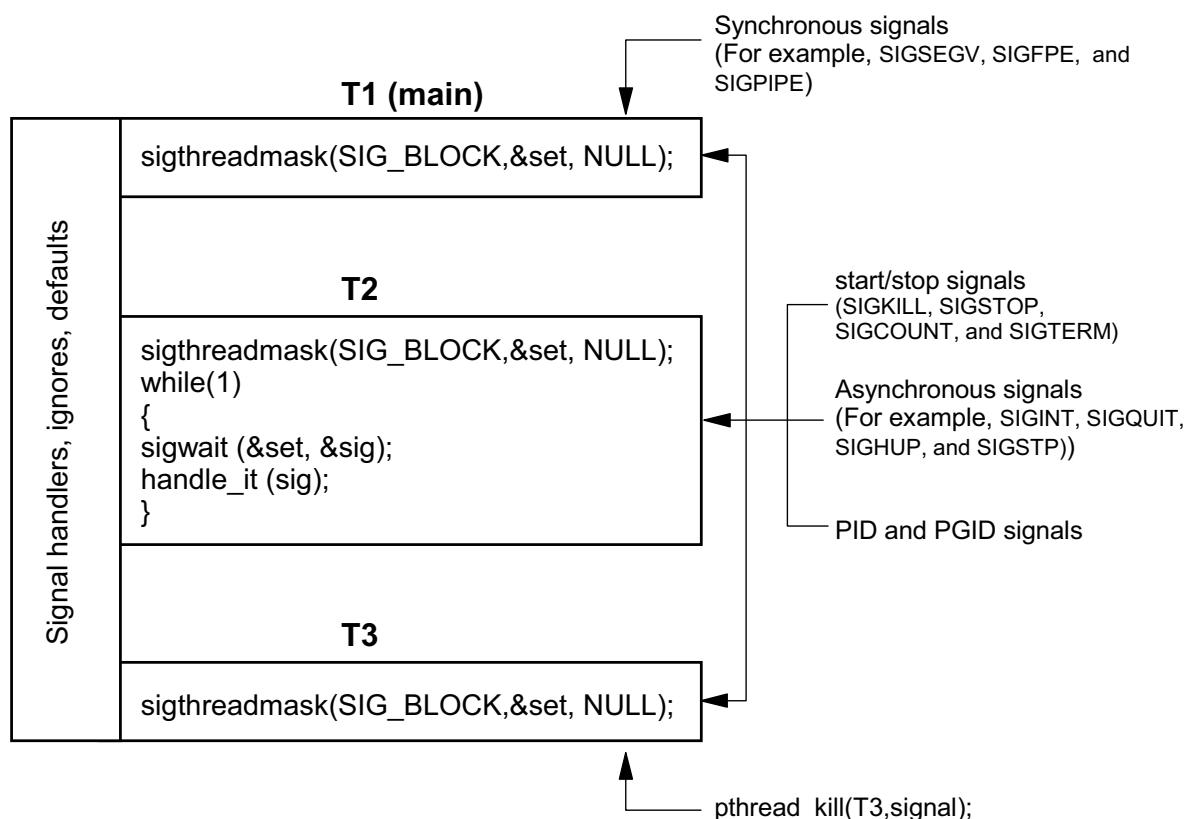 Synchronous signals
(For example, SIGSEGV, SIGFPE, and
SIGPIPE)
T1 (main)
sigthreadmask(SIG_BLOCK,&set, NULL);
Signal handlers, ignores, defaults
T2
sigthreadmask(SIG_BLOCK,&set, NULL);
while(1)
{
sigwait (&set, &sig);
handle_it (sig);
}
start/stop signals
(SIGKILL, SIGSTOP,
SIGCOUNT, and SIGTERM)
Asynchronous signals
(For example, SIGINT, SIGQUIT,
SIGHUP, and SIGSTP))
PID and PGID signals
T3
sigthreadmask(SIG_BLOCK,&set, NULL);
pthread_kill(T3,signal);